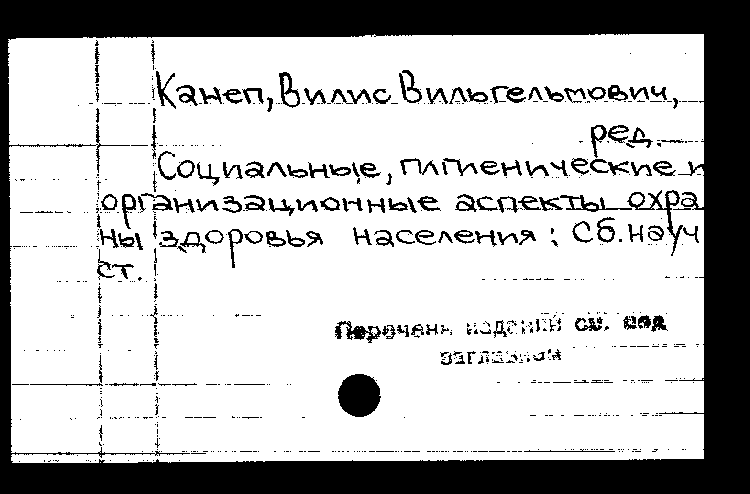 Канеп, Вилис Вильгельмович,
ред.
Социальные, гигиенические и
организационные аспекты охра
ны здоровья населения : Сб. науч
ст.
Перечень изданий см. под
заглавием